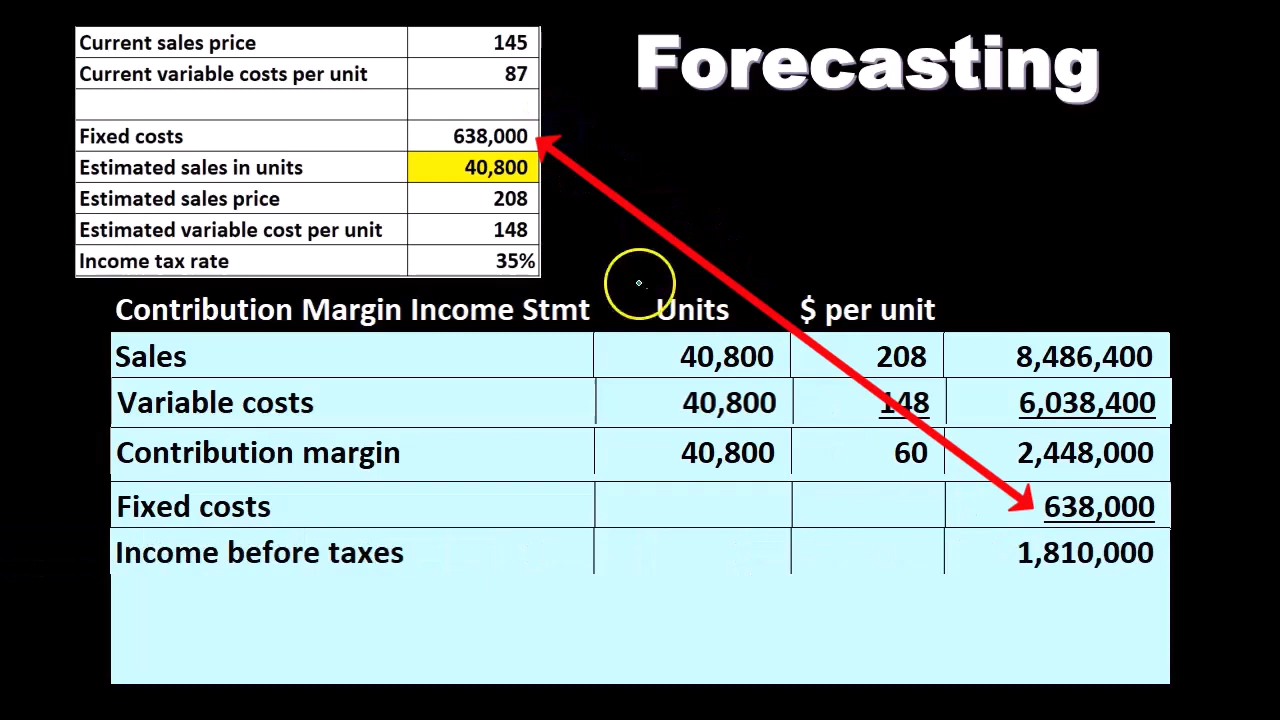 Forecasting
Current sales price 145
Current variable costs per unit 87
Fixed costs 638,000
Estimated sales in units 40,800
Estimated sales price 208
Estimated variable cost per unit 148
Income tax rate 35%
Contribution Margin Income Stmt Units $ per unit
Sales 40,800 208 8,486,400
Variable costs 40,800 148 6,038,400
Contribution margin 40,800 60 2,448,000
Fixed costs 638,000
Income before taxes 1,810,000